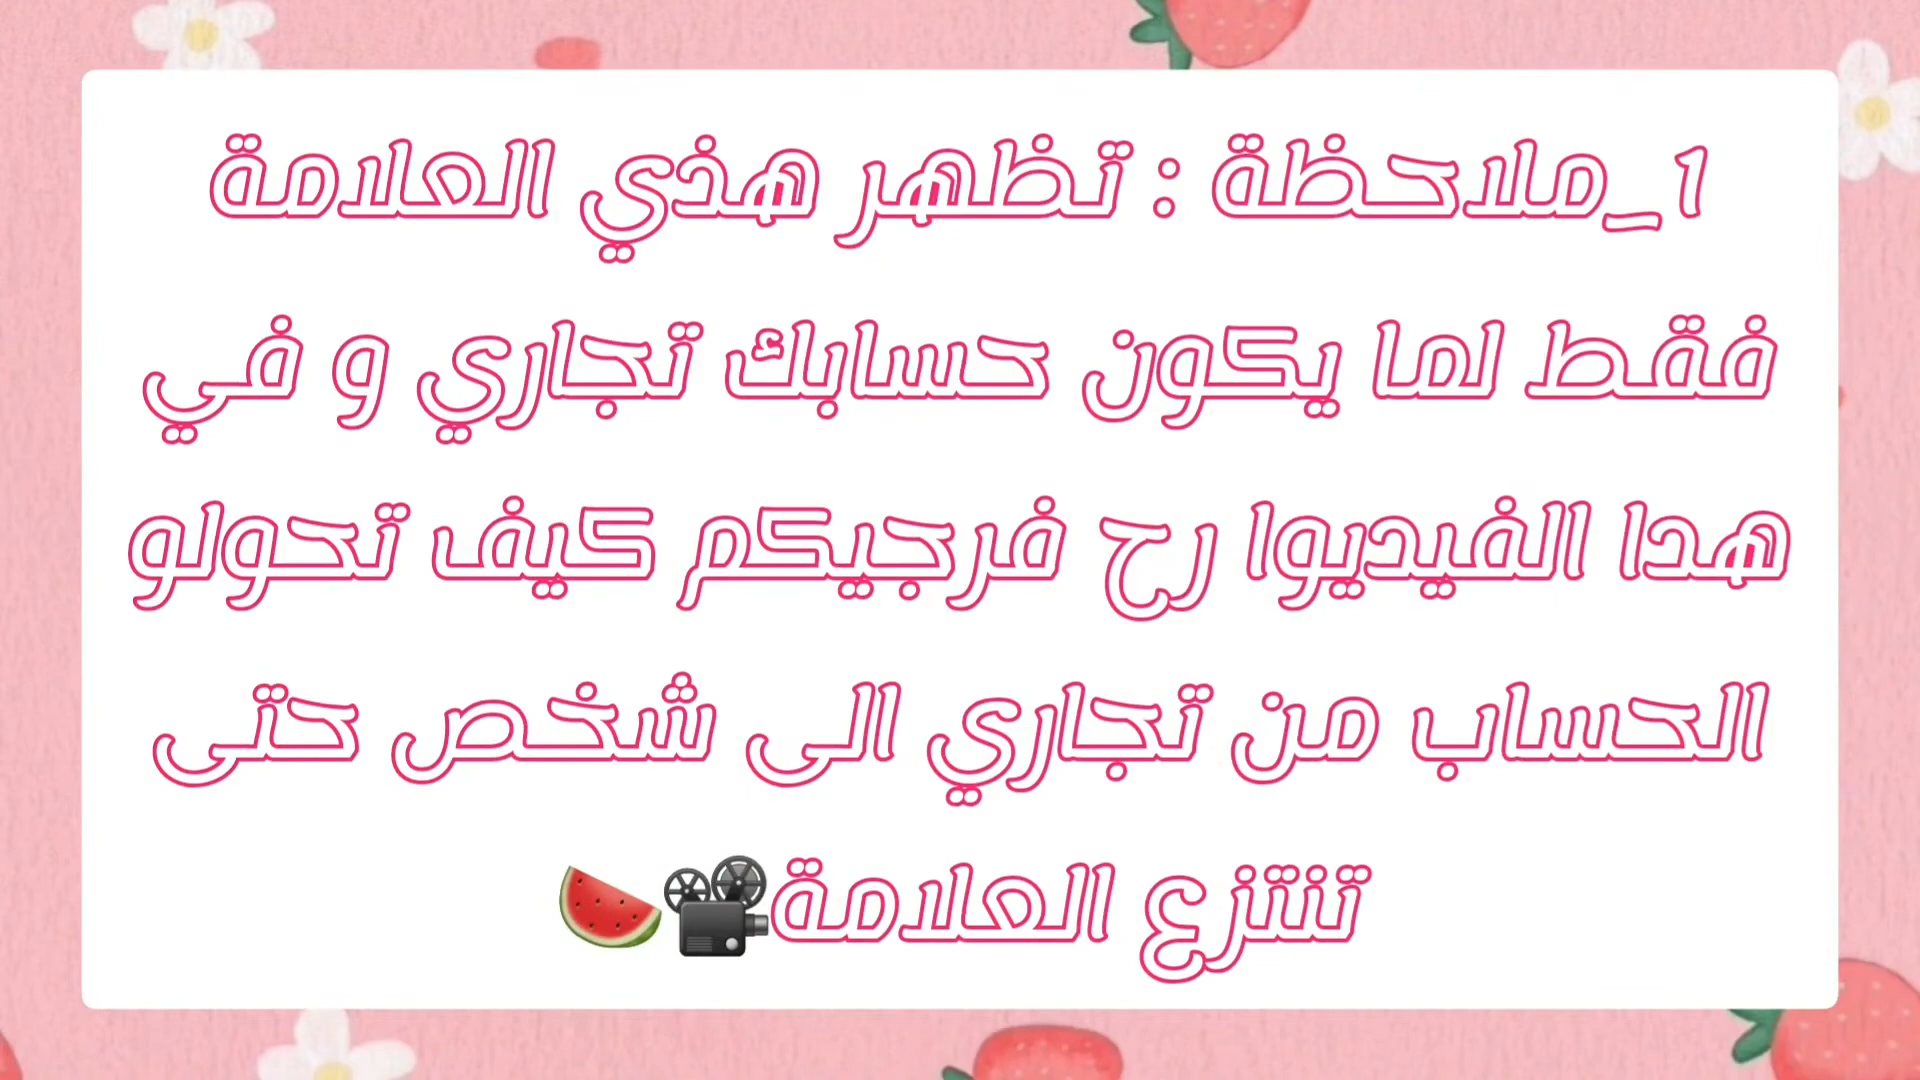 1_ملاحظة : تظهر هذي العلامة
فقط لما يكون حسابك تجاري و في
هدا الفيديوا رح فرجيكم كيف تحولو
الحساب من تجاري الى شخص حتى
تنتزع العلامة📽🍉